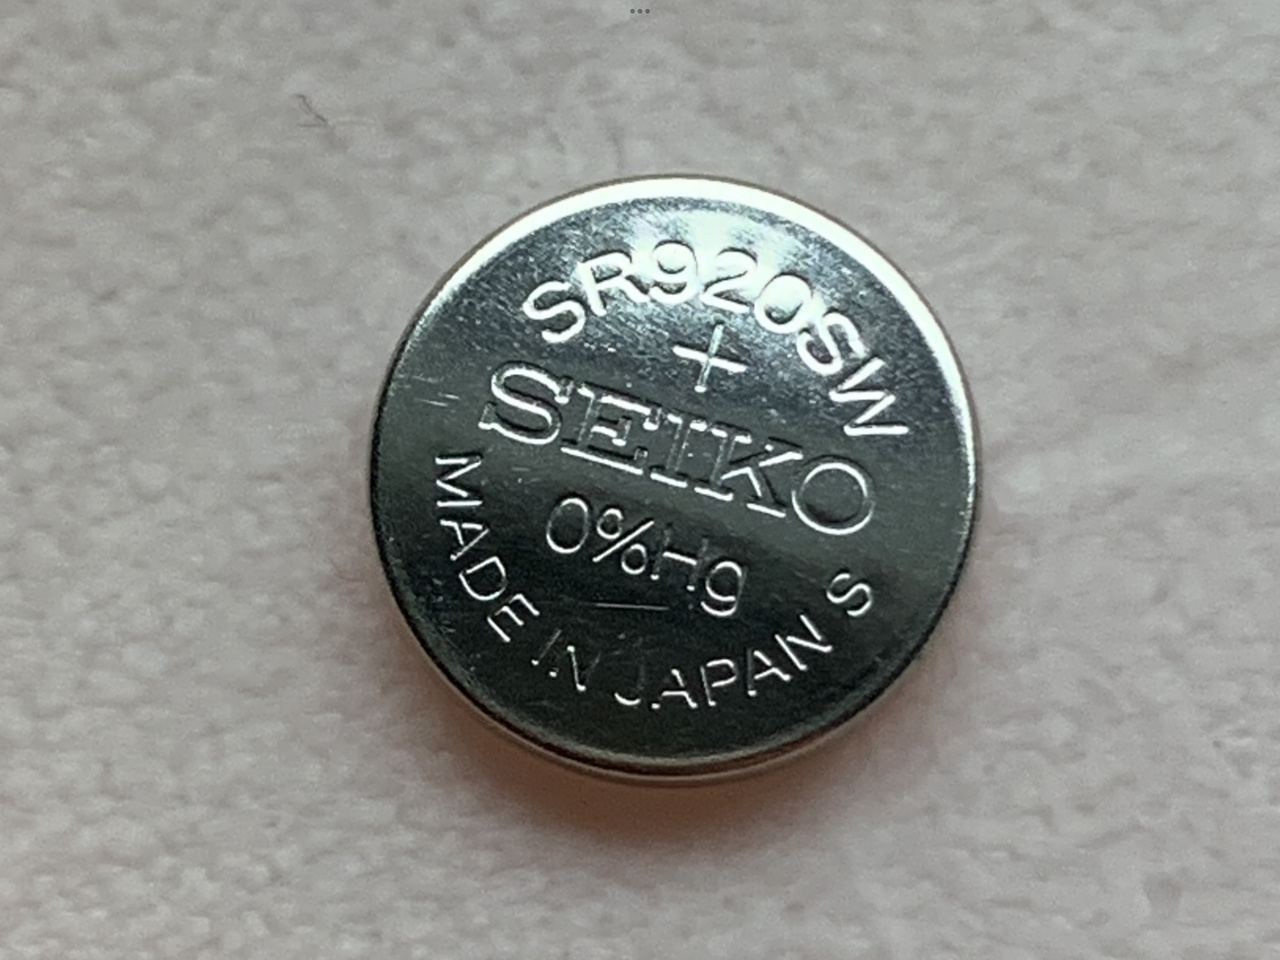 SR920SW
+
SEIKO
0%Hg
MADE IN JAPAN S